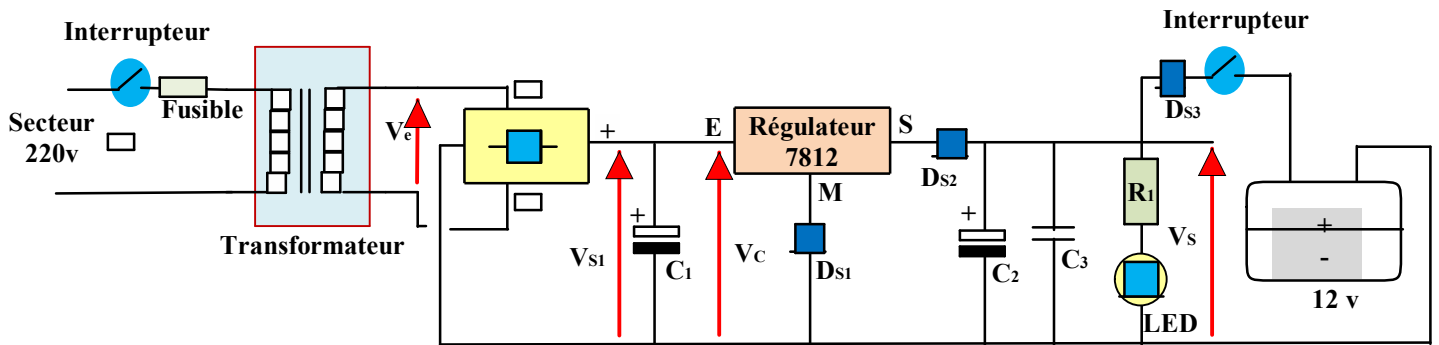 Interrupteur
Fusible
Secteur
220v
Transformateur
Ve
+
VS1
+
C1
E
VC
Régulateur
7812
M
S
DS1
DS2
+
C2
C3
R1
LED
VS
Interrupteur
DS3
+
-
12 v